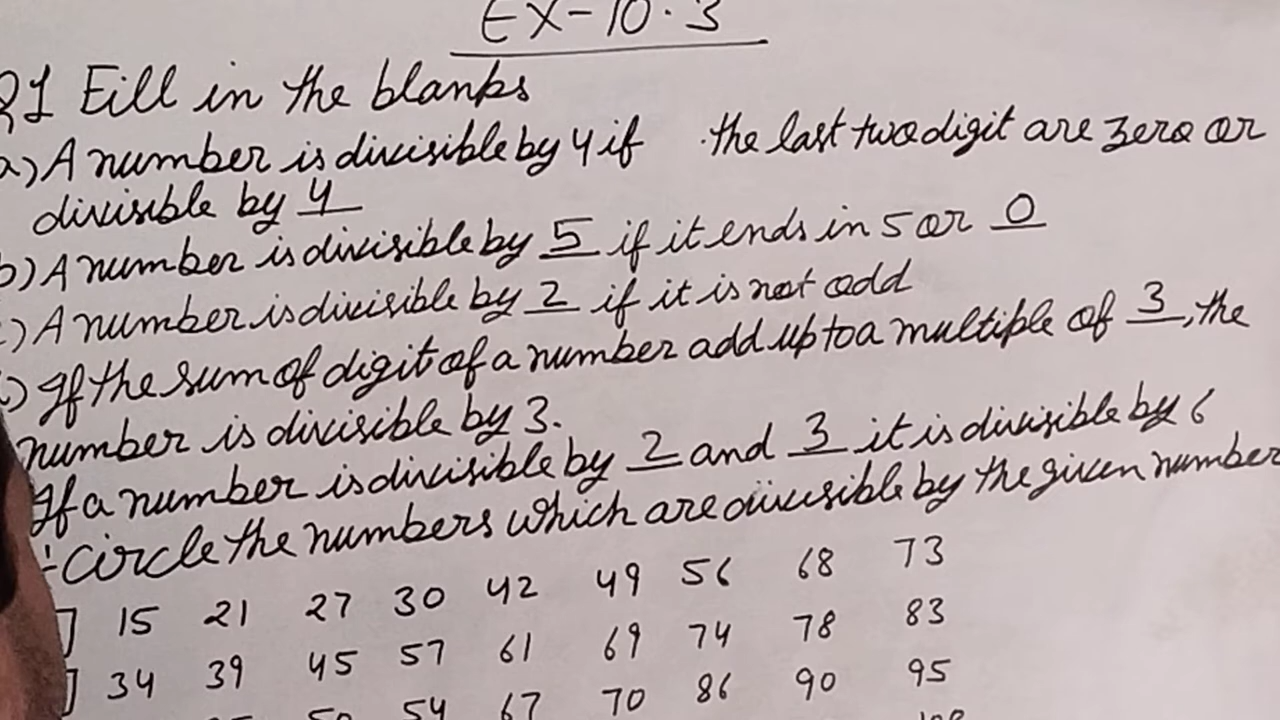 EX-10.3
Q1 Fill in the blanks
a) A number is divisible by 4 if the last two digit are zero or
divisible by 4
b) A number is divisible by 5 if it ends in 5 or 0
c) A number is divisible by 2 if it is not odd
) If the sum of digit of a number add up to a multiple of 3, the
number is divisible by 3.
If a number is divisible by 2 and 3 it is divisible by 6
:- Circle the numbers which are divisible by the given number
] 15 21 27 30 42 49 56 68 73
] 34 39 45 57 61 69 74 78 83
54 67 70 86 90 95